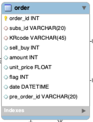 order
order_id INT
subs_id VARCHAR(20)
KRcode VARCHAR(45)
sell_buy INT
amount INT
unit_price FLOAT
flag INT
date DATETIME
pre_order_id VARCHAR(20)
Indexes